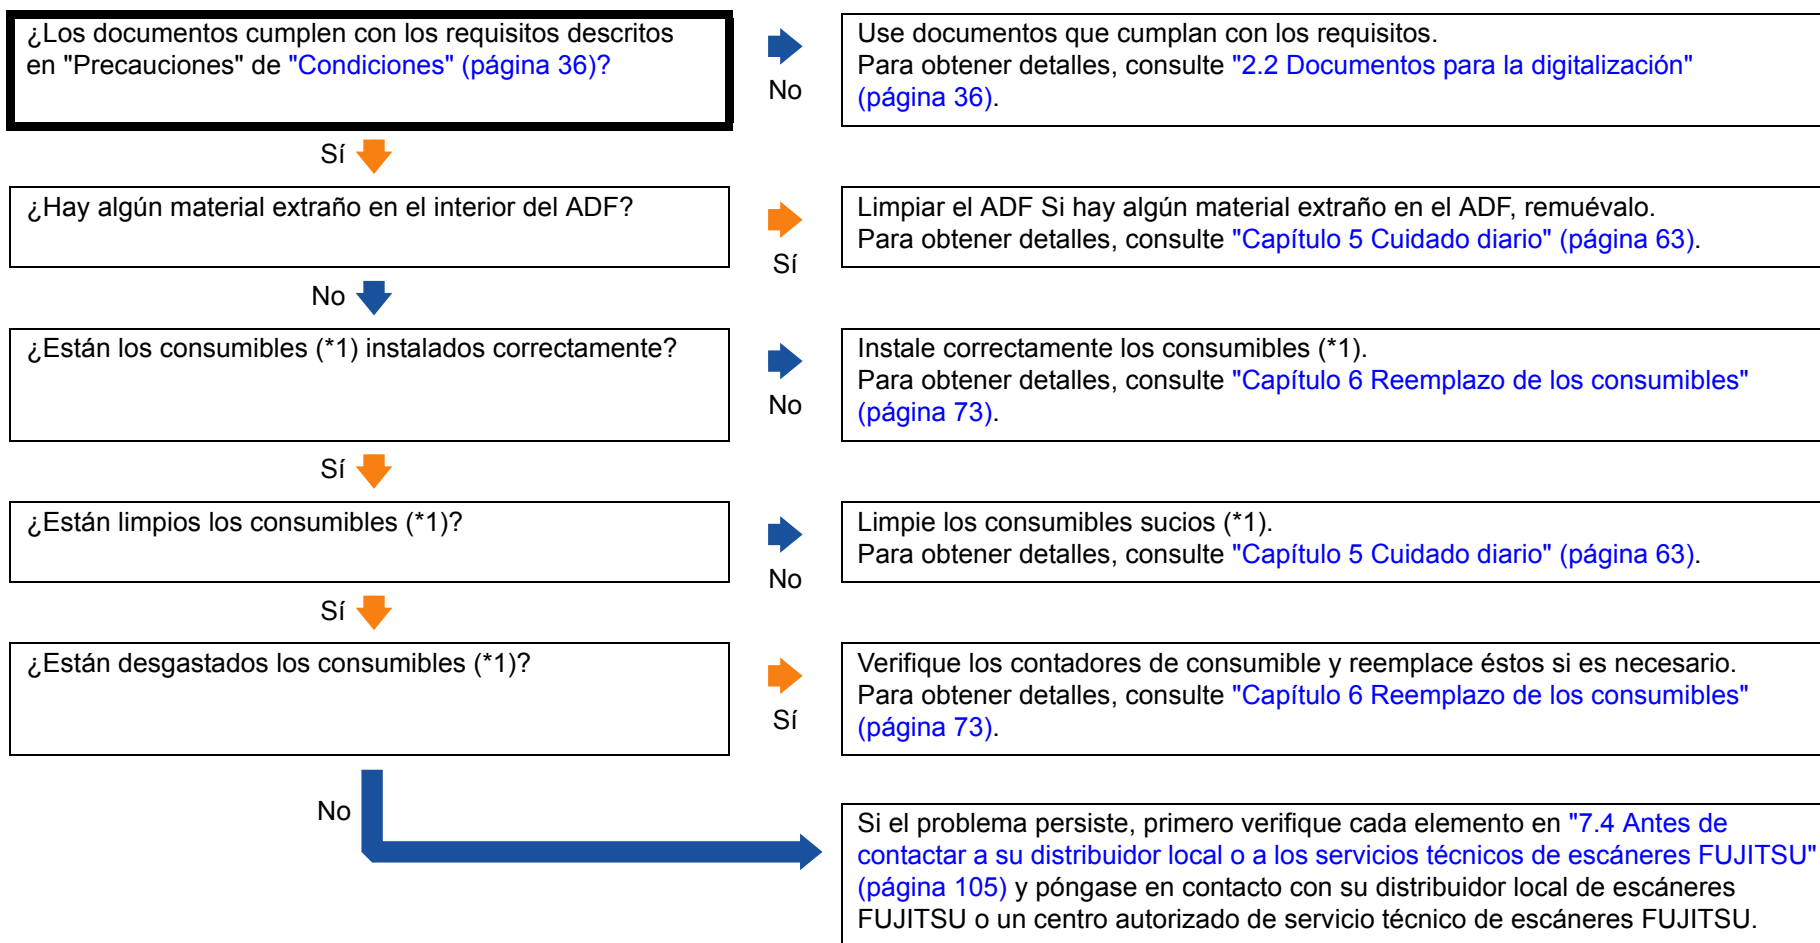 ¿Los documentos cumplen con los requisitos descritos
en "Precauciones" de "Condiciones" (página 36)?
No
Use documentos que cumplan con los requisitos.
Para obtener detalles, consulte "2.2 Documentos para la digitalización"
(página 36).
Sí
¿Hay algún material extraño en el interior del ADF?
Sí
Limpiar el ADF Si hay algún material extraño en el ADF, remuévalo.
Para obtener detalles, consulte "Capítulo 5 Cuidado diario" (página 63).
No
¿Están los consumibles (*1) instalados correctamente?
No
Instale correctamente los consumibles (*1).
Para obtener detalles, consulte "Capítulo 6 Reemplazo de los consumibles"
(página 73).
Sí
¿Están limpios los consumibles (*1)?
No
Limpie los consumibles sucios (*1).
Para obtener detalles, consulte "Capítulo 5 Cuidado diario" (página 63).
Sí
¿Están desgastados los consumibles (*1)?
Sí
Verifique los contadores de consumible y reemplace éstos si es necesario.
Para obtener detalles, consulte "Capítulo 6 Reemplazo de los consumibles"
(página 73).
No
Si el problema persiste, primero verifique cada elemento en "7.4 Antes de
contactar a su distribuidor local o a los servicios técnicos de escáneres FUJITSU"
(página 105) y póngase en contacto con su distribuidor local de escáneres
FUJITSU o un centro autorizado de servicio técnico de escáneres FUJITSU.